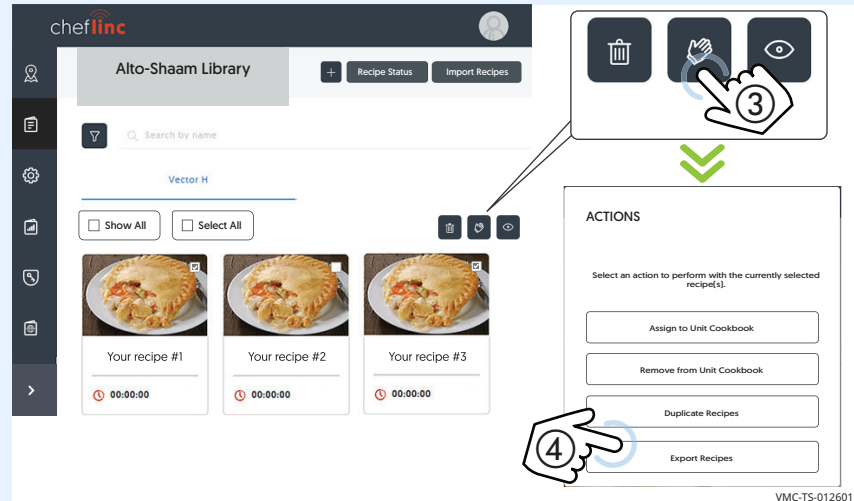 cheflinc
Alto-Shaam Library
+ Recipe Status Import Recipes
Search by name
Vector H
Show All Select All
Your recipe #1 Your recipe #2 Your recipe #3
00:00:00 00:00:00 00:00:00
3
ACTIONS
Select an action to perform with the currently selected
recipe[s].
Assign to Unit Cookbook
Remove from Unit Cookbook
Duplicate Recipes
4
Export Recipes
VMC-TS-012601